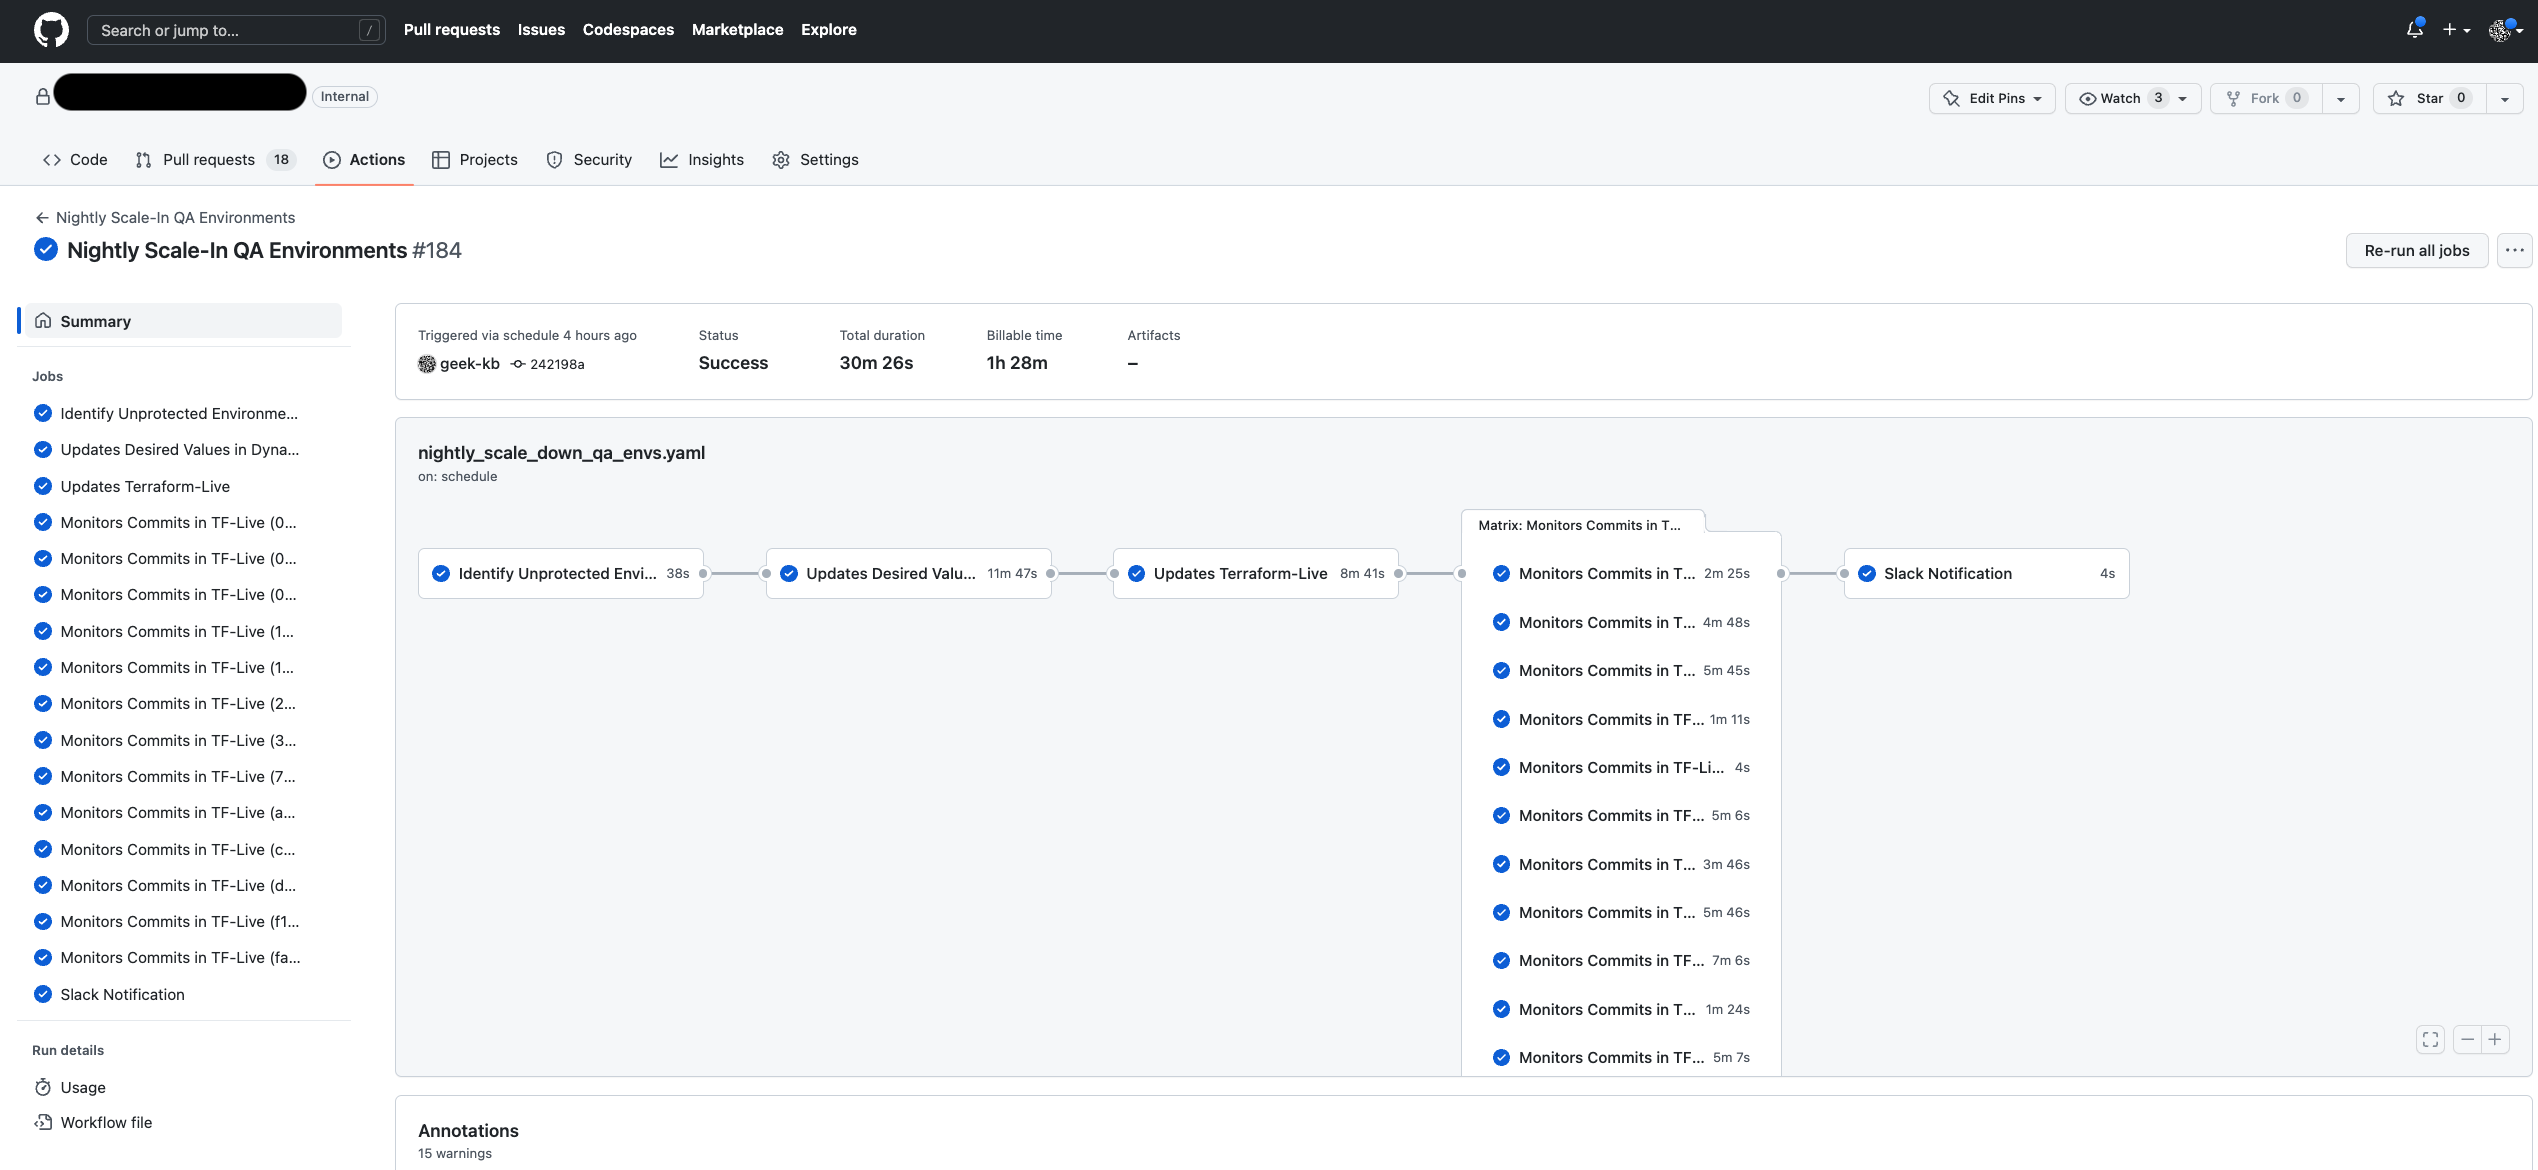 Search or jump to... /
Pull requests Issues Codespaces Marketplace Explore
Internal
Edit Pins Watch 3 Fork 0 Star 0
Code Pull requests 18 Actions Projects Security Insights Settings
Nightly Scale-In QA Environments
Nightly Scale-In QA Environments #184
Re-run all jobs
Summary
Jobs
Identify Unprotected Environme...
Updates Desired Values in Dyna...
Updates Terraform-Live
Monitors Commits in TF-Live (0...
Monitors Commits in TF-Live (0...
Monitors Commits in TF-Live (0...
Monitors Commits in TF-Live (1...
Monitors Commits in TF-Live (1...
Monitors Commits in TF-Live (2...
Monitors Commits in TF-Live (3...
Monitors Commits in TF-Live (7...
Monitors Commits in TF-Live (a...
Monitors Commits in TF-Live (c...
Monitors Commits in TF-Live (d...
Monitors Commits in TF-Live (f1...
Monitors Commits in TF-Live (fa...
Slack Notification
Run details
Usage
Workflow file
Triggered via schedule 4 hours ago
geek-kb 242198a
Status
Success
Total duration
30m 26s
Billable time
1h 28m
Artifacts
–
nightly_scale_down_qa_envs.yaml
on: schedule
Identify Unprotected Envi... 38s
Updates Desired Valu... 11m 47s
Updates Terraform-Live 8m 41s
Matrix: Monitors Commits in T...
Monitors Commits in T... 2m 25s
Monitors Commits in T... 4m 48s
Monitors Commits in T... 5m 45s
Monitors Commits in TF... 1m 11s
Monitors Commits in TF-Li... 4s
Monitors Commits in TF... 5m 6s
Monitors Commits in T... 3m 46s
Monitors Commits in T... 5m 46s
Monitors Commits in TF... 7m 6s
Monitors Commits in T... 1m 24s
Monitors Commits in TF... 5m 7s
Slack Notification 4s
Annotations
15 warnings